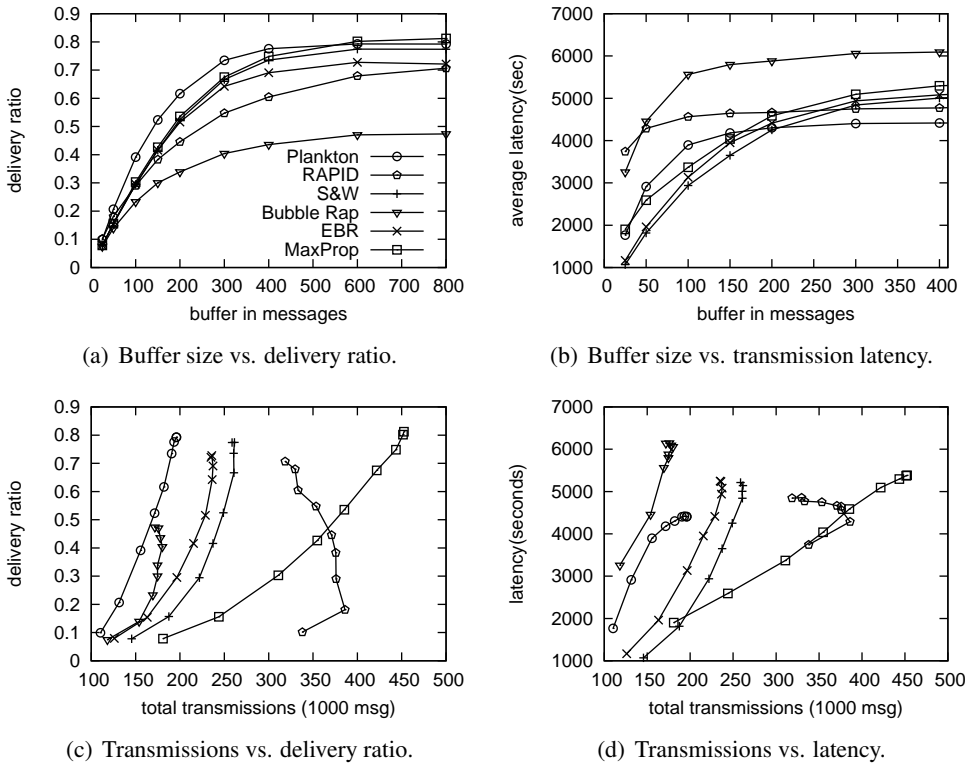 0.9
0.8
0.7
0.6
0.5
0.4
0.3
0.2
0.1
0
delivery ratio
0 100 200 300 400 500 600 700 800
buffer in messages
Plankton
RAPID
S&W
Bubble Rap
EBR
MaxProp
(a) Buffer size vs. delivery ratio.
7000
6000
5000
4000
3000
2000
1000
average latency(sec)
0 50 100 150 200 250 300 350 400
buffer in messages
(b) Buffer size vs. transmission latency.
0.9
0.8
0.7
0.6
0.5
0.4
0.3
0.2
0.1
0
delivery ratio
100 150 200 250 300 350 400 450 500
total transmissions (1000 msg)
(c) Transmissions vs. delivery ratio.
7000
6000
5000
4000
3000
2000
1000
latency(seconds)
100 150 200 250 300 350 400 450 500
total transmissions (1000 msg)
(d) Transmissions vs. latency.